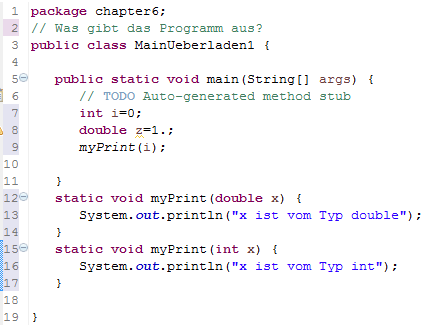 1 package chapter6;
2 // Was gibt das Programm aus?
3 public class MainUeberladen1 {
4
5 public static void main(String[] args) {
6 // TODO Auto-generated method stub
7 int i=0;
8 double z=1.;
9 myPrint(i);
10
11 }
12 static void myPrint(double x) {
13 System.out.println("x ist vom Typ double");
14 }
15 static void myPrint(int x) {
16 System.out.println("x ist vom Typ int");
17 }
18
19 }